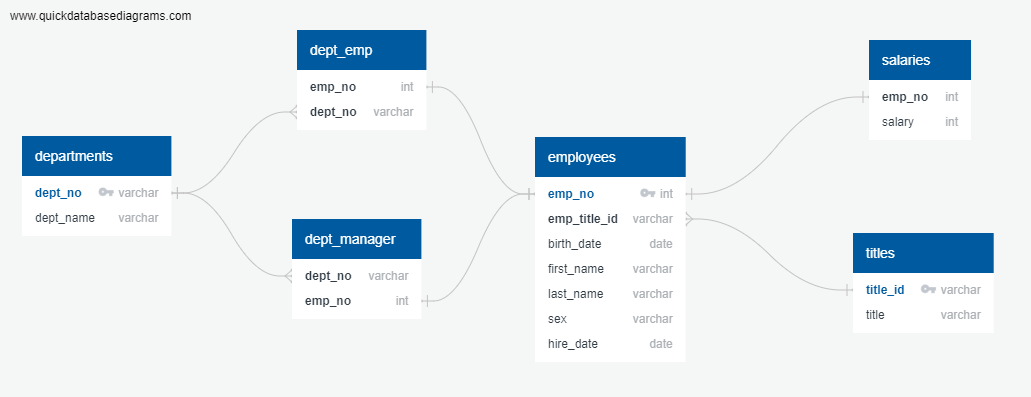 www.quickdatabasediagrams.com
departments
dept_no varchar
dept_name varchar
dept_emp
emp_no int
dept_no varchar
dept_manager
dept_no varchar
emp_no int
employees
emp_no int
emp_title_id varchar
birth_date date
first_name varchar
last_name varchar
sex varchar
hire_date date
salaries
emp_no int
salary int
titles
title_id varchar
title varchar